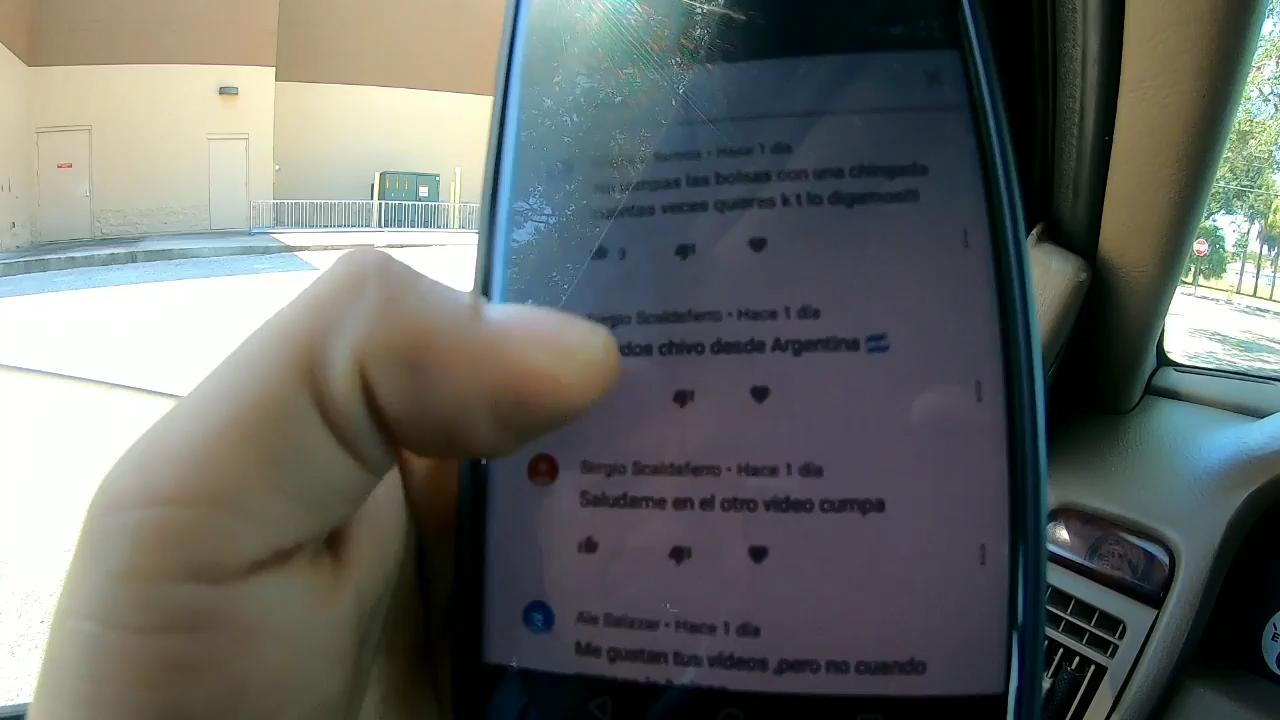 • Hace 1 día
las bolsas con una chingada
veces quieres k t lo digamos!!!
3
Sergio Scaldaferro • Hace 1 día
dos chivo desde Argentina 🇦🇷
Sergio Scaldaferro • Hace 1 día
Saludame en el otro video cumpa
Ale Salazar • Hace 1 día
Me gustan tus videos ,pero no cuando